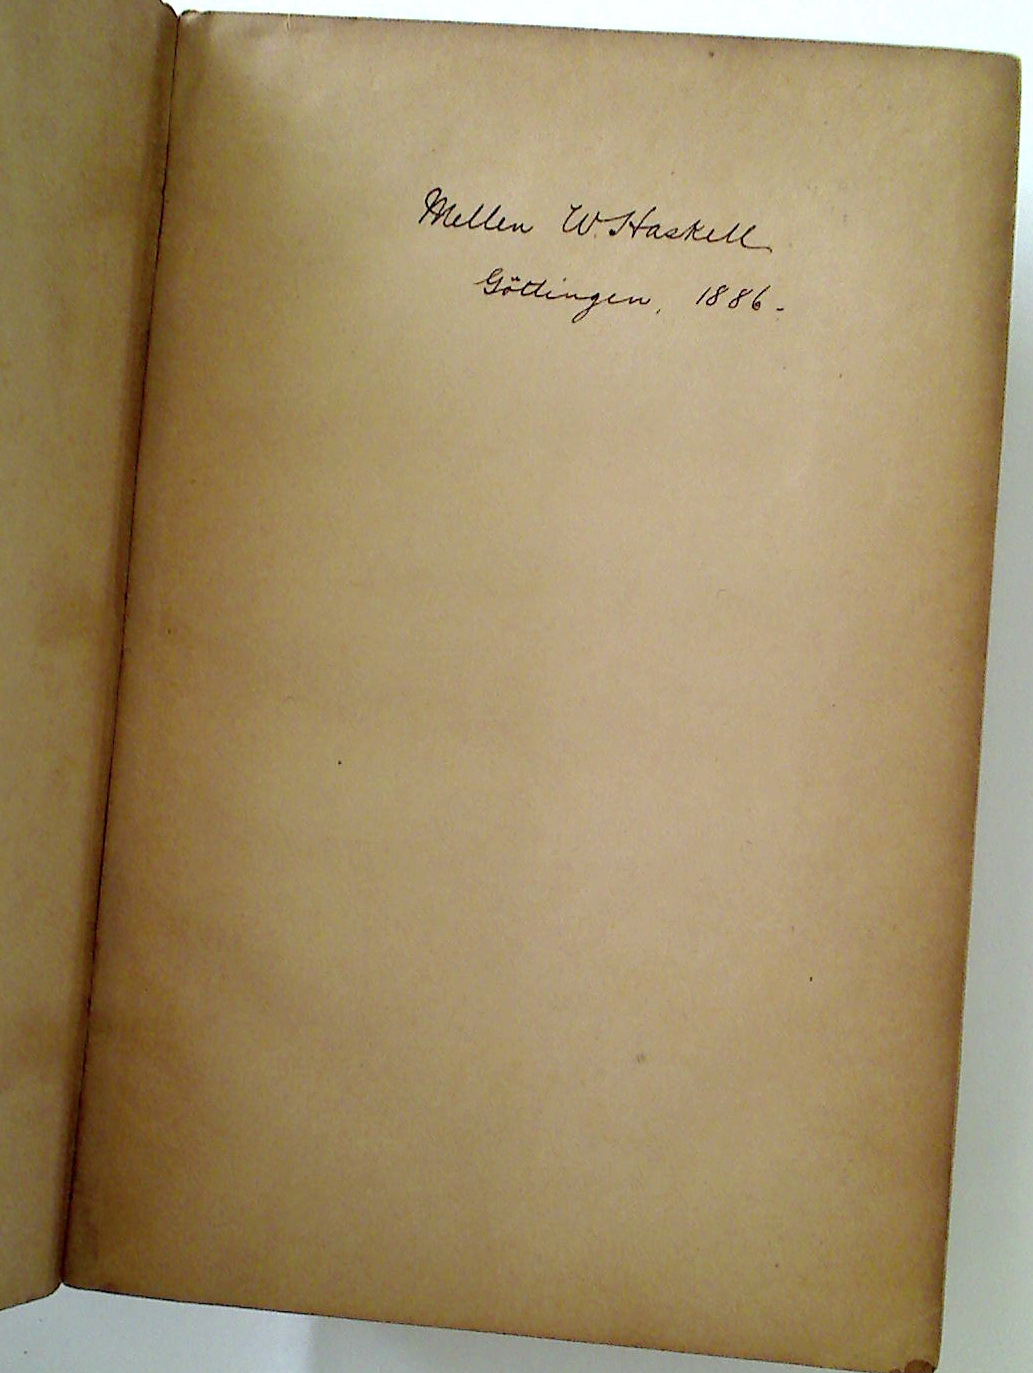 Mellen W. Haskell
Göttingen, 1886.